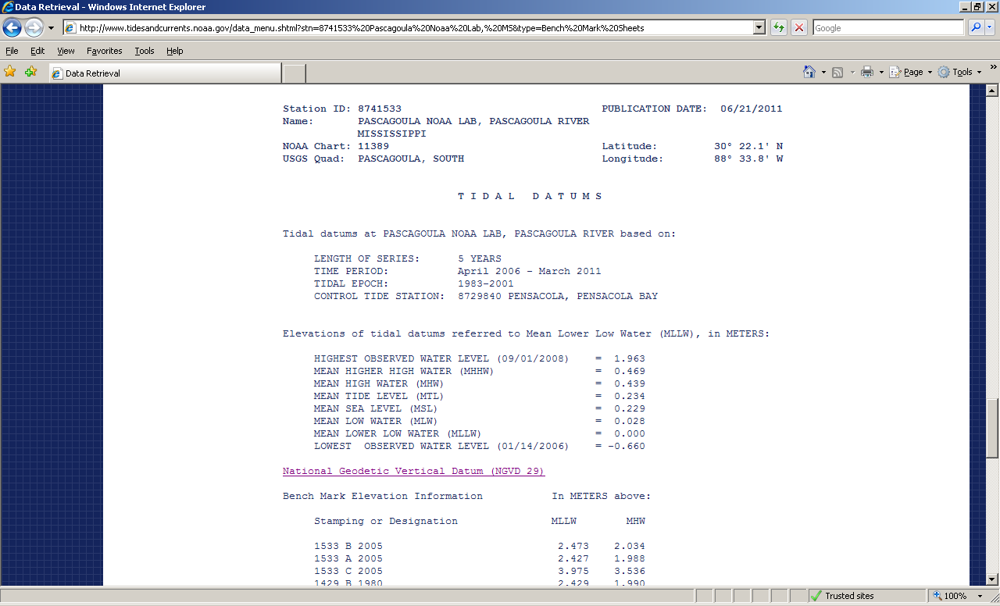 Data Retrieval - Windows Internet Explorer
http://www.tidesandcurrents.noaa.gov/data_menu.shtml?stn=8741533%20Pascagoula%20Noaa%20Lab,%20MS&type=Bench%20Mark%20Sheets
Google
File Edit View Favorites Tools Help
Data Retrieval
Page Tools »
Station ID: 8741533 PUBLICATION DATE: 06/21/2011
Name: PASCAGOULA NOAA LAB, PASCAGOULA RIVER
MISSISSIPPI
NOAA Chart: 11389 Latitude: 30° 22.1' N
USGS Quad: PASCAGOULA, SOUTH Longitude: 88° 33.8' W
T I D A L D A T U M S
Tidal datums at PASCAGOULA NOAA LAB, PASCAGOULA RIVER based on:
LENGTH OF SERIES: 5 YEARS
TIME PERIOD: April 2006 - March 2011
TIDAL EPOCH: 1983-2001
CONTROL TIDE STATION: 8729840 PENSACOLA, PENSACOLA BAY
Elevations of tidal datums referred to Mean Lower Low Water (MLLW), in METERS:
HIGHEST OBSERVED WATER LEVEL (09/01/2008) = 1.963
MEAN HIGHER HIGH WATER (MHHW) = 0.469
MEAN HIGH WATER (MHW) = 0.439
MEAN TIDE LEVEL (MTL) = 0.234
MEAN SEA LEVEL (MSL) = 0.229
MEAN LOW WATER (MLW) = 0.028
MEAN LOWER LOW WATER (MLLW) = 0.000
LOWEST OBSERVED WATER LEVEL (01/14/2006) = -0.660
National Geodetic Vertical Datum (NGVD 29)
Bench Mark Elevation Information In METERS above:
Stamping or Designation MLLW MHW
1533 B 2005 2.473 2.034
1533 A 2005 2.427 1.988
1533 C 2005 3.975 3.536
1429 B 1980 2.429 1.990
Trusted sites 100%